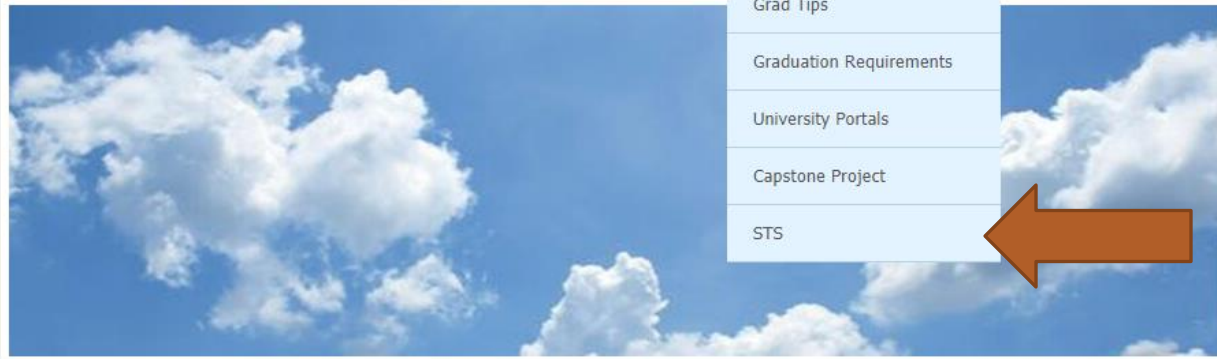 Grad Tips
Graduation Requirements
University Portals
Capstone Project
STS